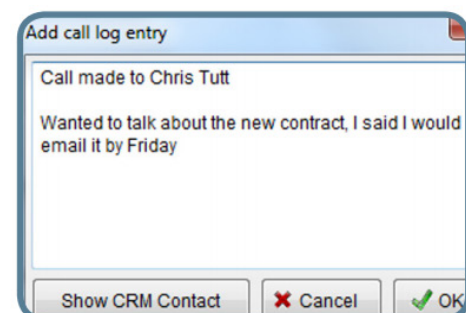 Add call log entry
Call made to Chris Tutt
Wanted to talk about the new contract, I said I would
email it by Friday
Show CRM Contact
Cancel
OK